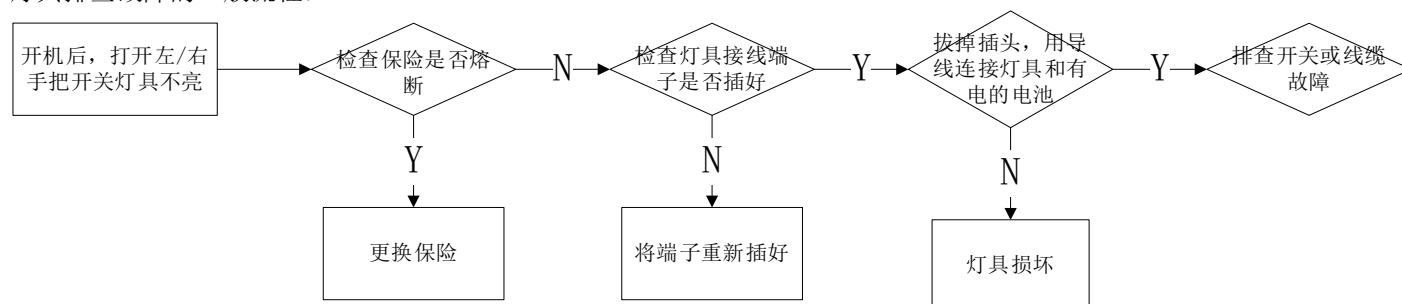 开机后，打开左/右
手把开关灯具不亮
检查保险是否熔
断
N
检查灯具接线端
子是否插好
Y
拔掉插头，用导
线连接灯具和有
电的电池
Y
排查开关或线缆
故障
Y
N
N
更换保险
将端子重新插好
灯具损坏